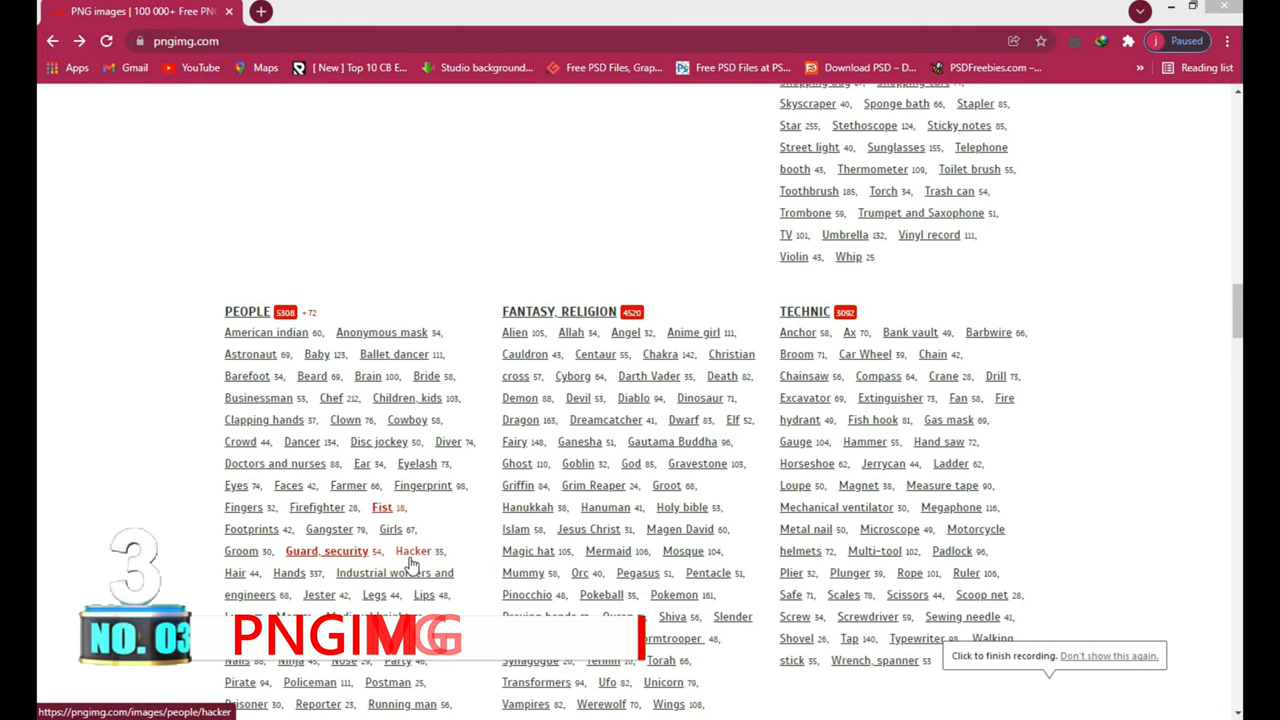 PNG images | 100 000+ Free PNG
pngimg.com
Paused
Apps Gmail YouTube Maps [ New ] Top 10 CB E... Studio background... Free PSD Files, Grap... Free PSD Files at PS... Download PSD – D... PSDFreebies.com –... » Reading list
Skyscraper 40, Sponge bath 66, Stapler 85,
Star 255, Stethoscope 124, Sticky notes 85,
Street light 40, Sunglasses 155, Telephone
booth 43, Thermometer 109, Toilet brush 55,
Toothbrush 185, Torch 34, Trash can 54,
Trombone 59, Trumpet and Saxophone 51,
TV 101, Umbrella 132, Vinyl record 111,
Violin 43, Whip 25
PEOPLE 5308 + 72
American indian 60, Anonymous mask 34,
Astronaut 69, Baby 123, Ballet dancer 111,
Barefoot 34, Beard 69, Brain 100, Bride 58,
Businessman 53, Chef 212, Children, kids 103,
Clapping hands 37, Clown 76, Cowboy 58,
Crowd 44, Dancer 134, Disc jockey 50, Diver 74,
Doctors and nurses 88, Ear 34, Eyelash 73,
Eyes 74, Faces 42, Farmer 66, Fingerprint 98,
Fingers 32, Firefighter 28, Fist 18,
Footprints 42, Gangster 79, Girls 67,
Groom 30, Guard, security 54, Hacker 35,
Hair 44, Hands 337, Industrial workers and
engineers 68, Jester 42, Legs 44, Lips 48,
Nails 88, Ninja 45, Nose 29, Party 48,
Pirate 94, Policeman 111, Postman 25,
Prisoner 30, Reporter 23, Running man 56,
FANTASY, RELIGION 4520
Alien 105, Allah 34, Angel 32, Anime girl 111,
Cauldron 43, Centaur 55, Chakra 142, Christian
cross 57, Cyborg 64, Darth Vader 35, Death 82,
Demon 88, Devil 53, Diablo 94, Dinosaur 71,
Dragon 163, Dreamcatcher 41, Dwarf 83, Elf 52,
Fairy 148, Ganesha 51, Gautama Buddha 96,
Ghost 110, Goblin 32, God 85, Gravestone 103,
Griffin 84, Grim Reaper 24, Groot 68,
Hanukkah 38, Hanuman 41, Holy bible 53,
Islam 58, Jesus Christ 31, Magen David 60,
Magic hat 105, Mermaid 106, Mosque 104,
Mummy 58, Orc 40, Pegasus 51, Pentacle 51,
Pinocchio 48, Pokeball 35, Pokemon 161,
Shiva 56, Slender
ormtrooper 48,
Synagogue 20, Torah 66,
Transformers 94, Ufo 82, Unicorn 79,
Vampires 82, Werewolf 70, Wings 108,
TECHNIC 3092
Anchor 58, Ax 70, Bank vault 49, Barbwire 66,
Broom 71, Car Wheel 39, Chain 42,
Chainsaw 56, Compass 64, Crane 28, Drill 73,
Excavator 69, Extinguisher 73, Fan 58, Fire
hydrant 49, Fish hook 81, Gas mask 69,
Gauge 104, Hammer 55, Hand saw 72,
Horseshoe 62, Jerrycan 44, Ladder 62,
Loupe 50, Magnet 38, Measure tape 90,
Mechanical ventilator 30, Megaphone 116,
Metal nail 50, Microscope 49, Motorcycle
helmets 72, Multi-tool 102, Padlock 96,
Plier 32, Plunger 39, Rope 101, Ruler 106,
Safe 71, Scales 78, Scissors 44, Scoop net 28,
Screw 34, Screwdriver 59, Sewing needle 41,
Shovel 26, Tap 140, Typewriter 98, Walking
stick 35, Wrench, spanner 53
3
NO. 03
PNGIMG
Click to finish recording. Don't show this again.
https://pngimg.com/images/people/hacker